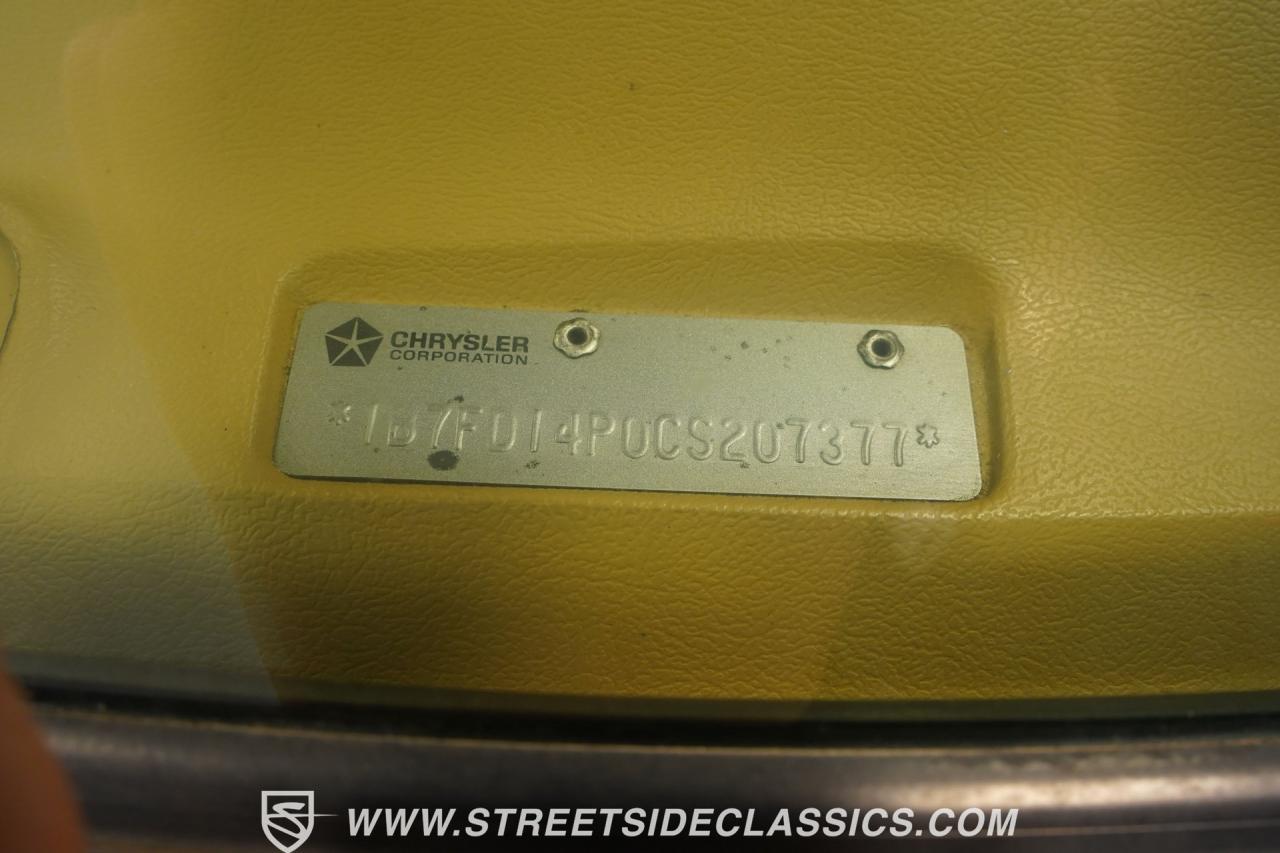 CHRYSLER
CORPORATION
*1B7FD14P0CS207377*
WWW.STREETSIDECLASSICS.COM